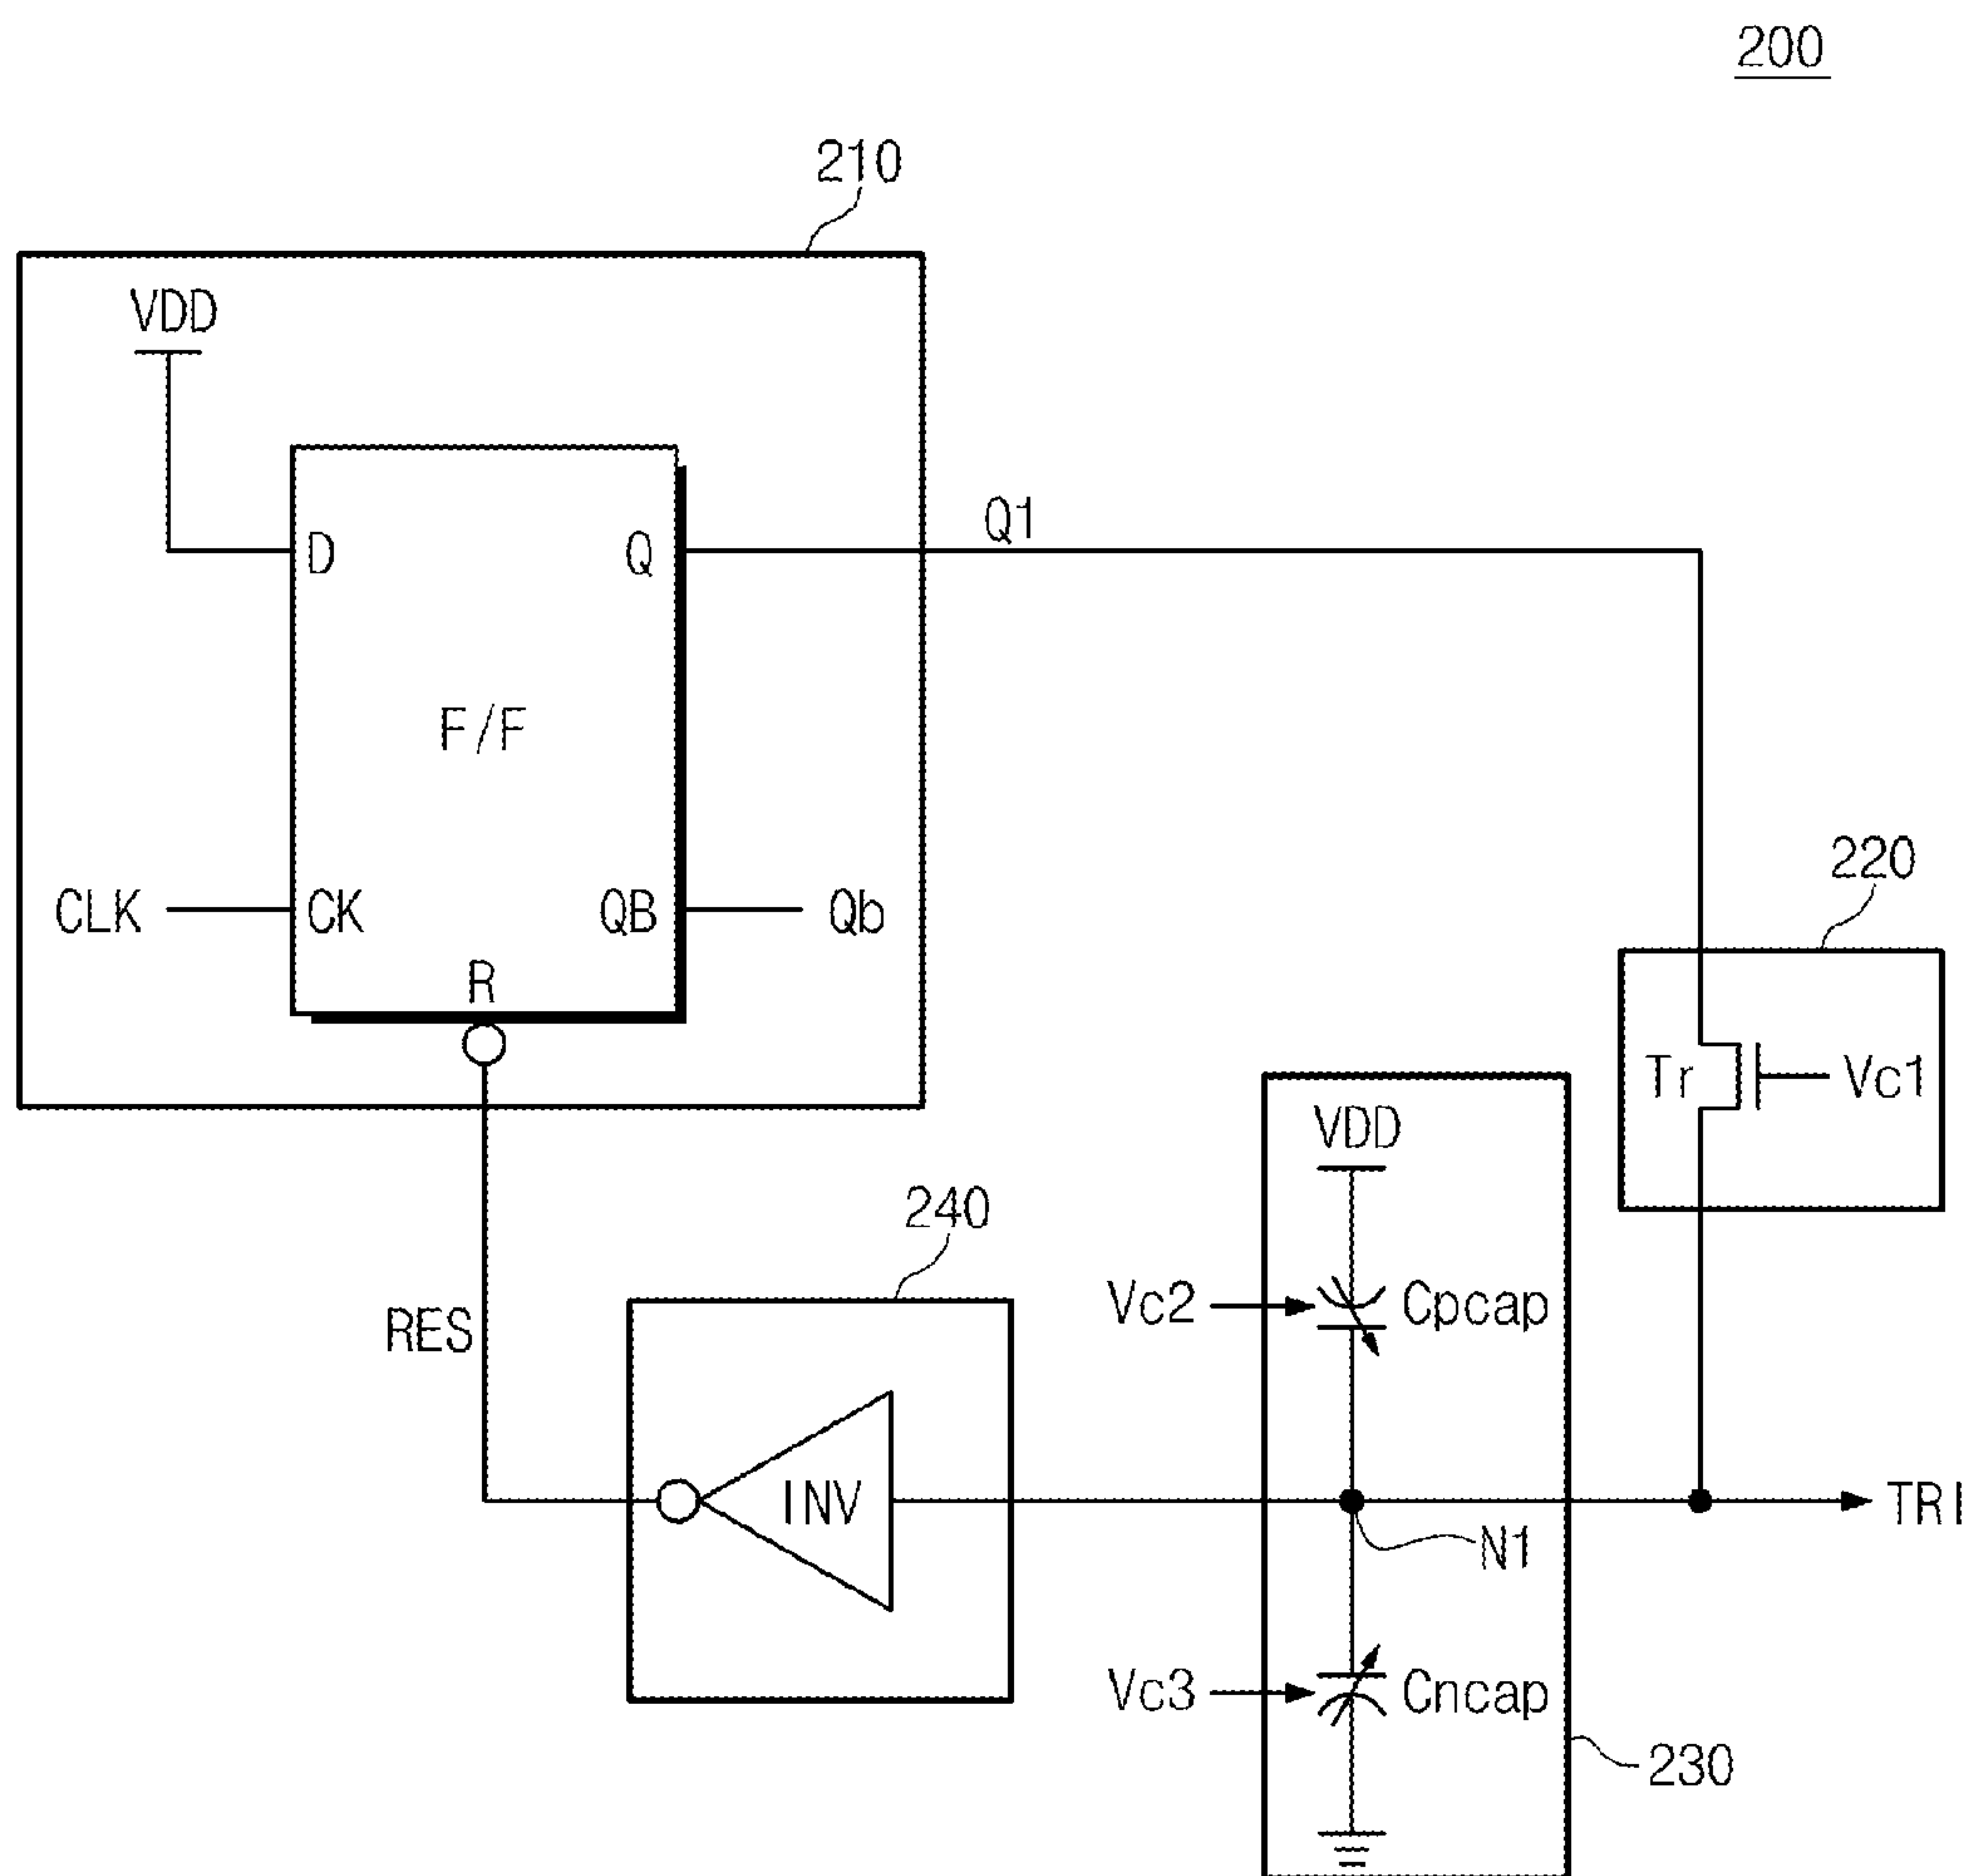 200
210
VDD
D
Q
Q1
F/F
CLK
CK
QB
Qb
R
220
Tr
Vc1
VDD
240
Vc2
Cpcap
RES
INV
TRI
N1
Vc3
Cncap
230